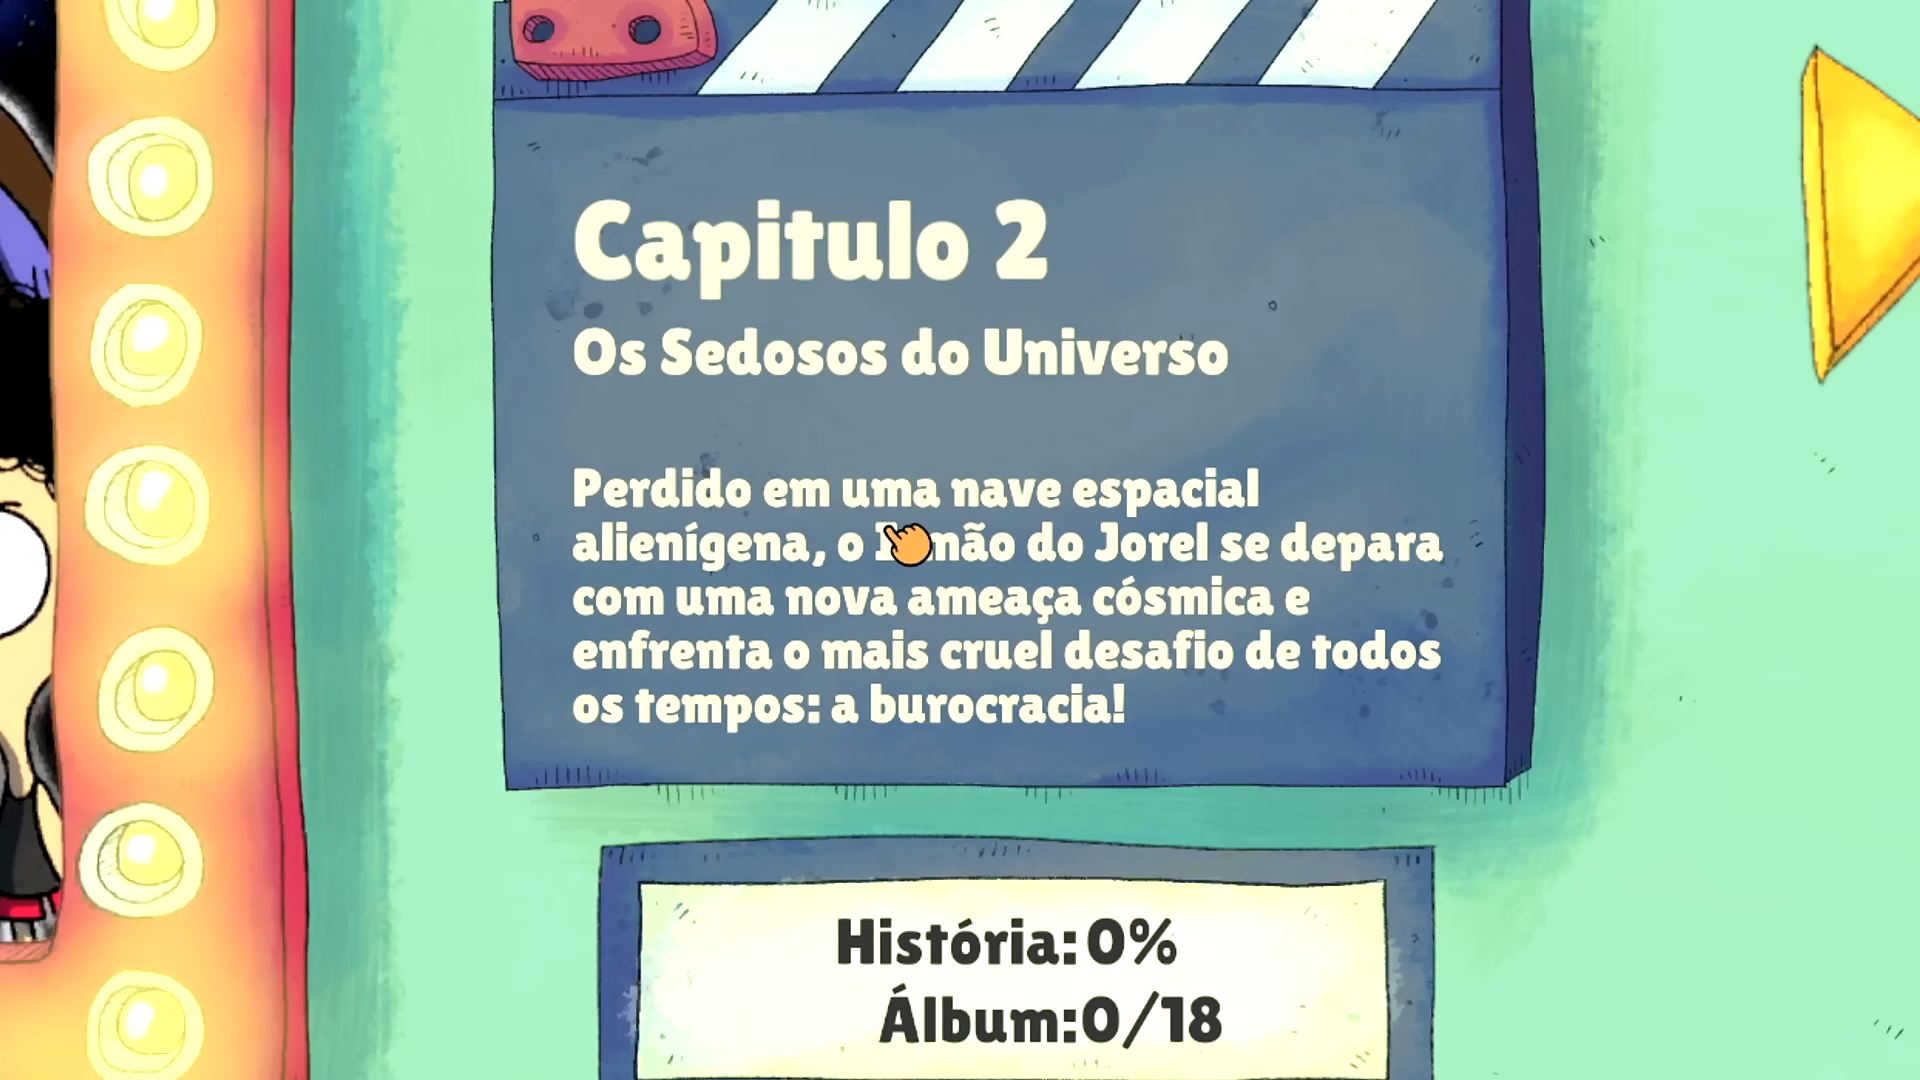 Capitulo 2
Os Sedosos do Universo
Perdido em uma nave espacial
alienígena, o Irmão do Jorel se depara
com uma nova ameaça cósmica e
enfrenta o mais cruel desafio de todos
os tempos: a burocracia!
História: 0%
Álbum:0/18